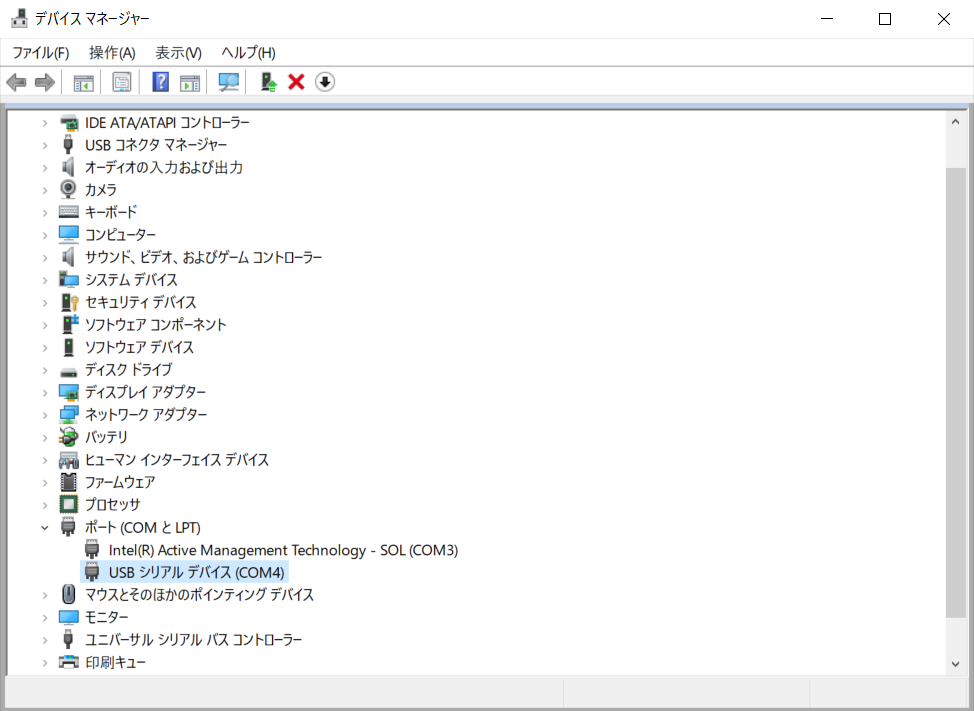 デバイス マネージャー
ファイル(F) 操作(A) 表示(V) ヘルプ(H)
IDE ATA/ATAPI コントローラー
USB コネクタ マネージャー
オーディオの入力および出力
カメラ
キーボード
コンピューター
サウンド、ビデオ、およびゲーム コントローラー
システム デバイス
セキュリティ デバイス
ソフトウェア コンポーネント
ソフトウェア デバイス
ディスク ドライブ
ディスプレイ アダプター
ネットワーク アダプター
バッテリ
ヒューマン インターフェイス デバイス
ファームウェア
プロセッサ
ポート (COM と LPT)
Intel(R) Active Management Technology - SOL (COM3)
USB シリアル デバイス (COM4)
マウスとそのほかのポインティング デバイス
モニター
ユニバーサル シリアル バス コントローラー
印刷キュー